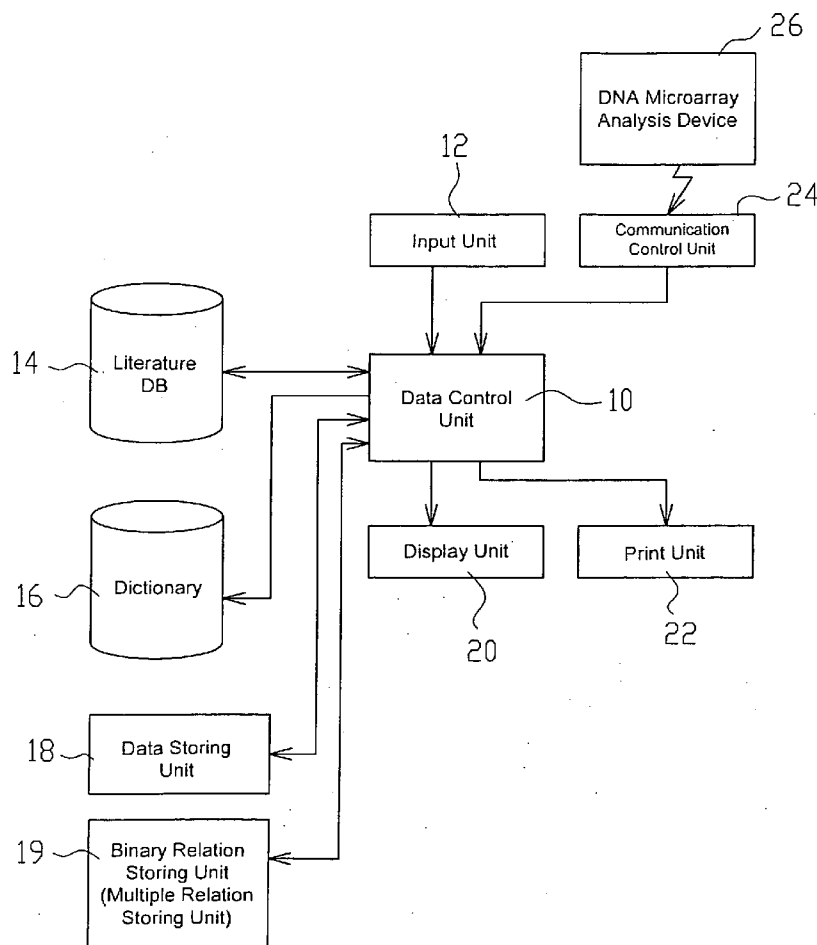 26
DNA Microarray
Analysis Device
12
24
Input Unit
Communication
Control Unit
14
Literature
DB
Data Control
Unit
10
16
Dictionary
Display Unit
Print Unit
20
22
18
Data Storing
Unit
19
Binary Relation
Storing Unit
(Multiple Relation
Storing Unit)